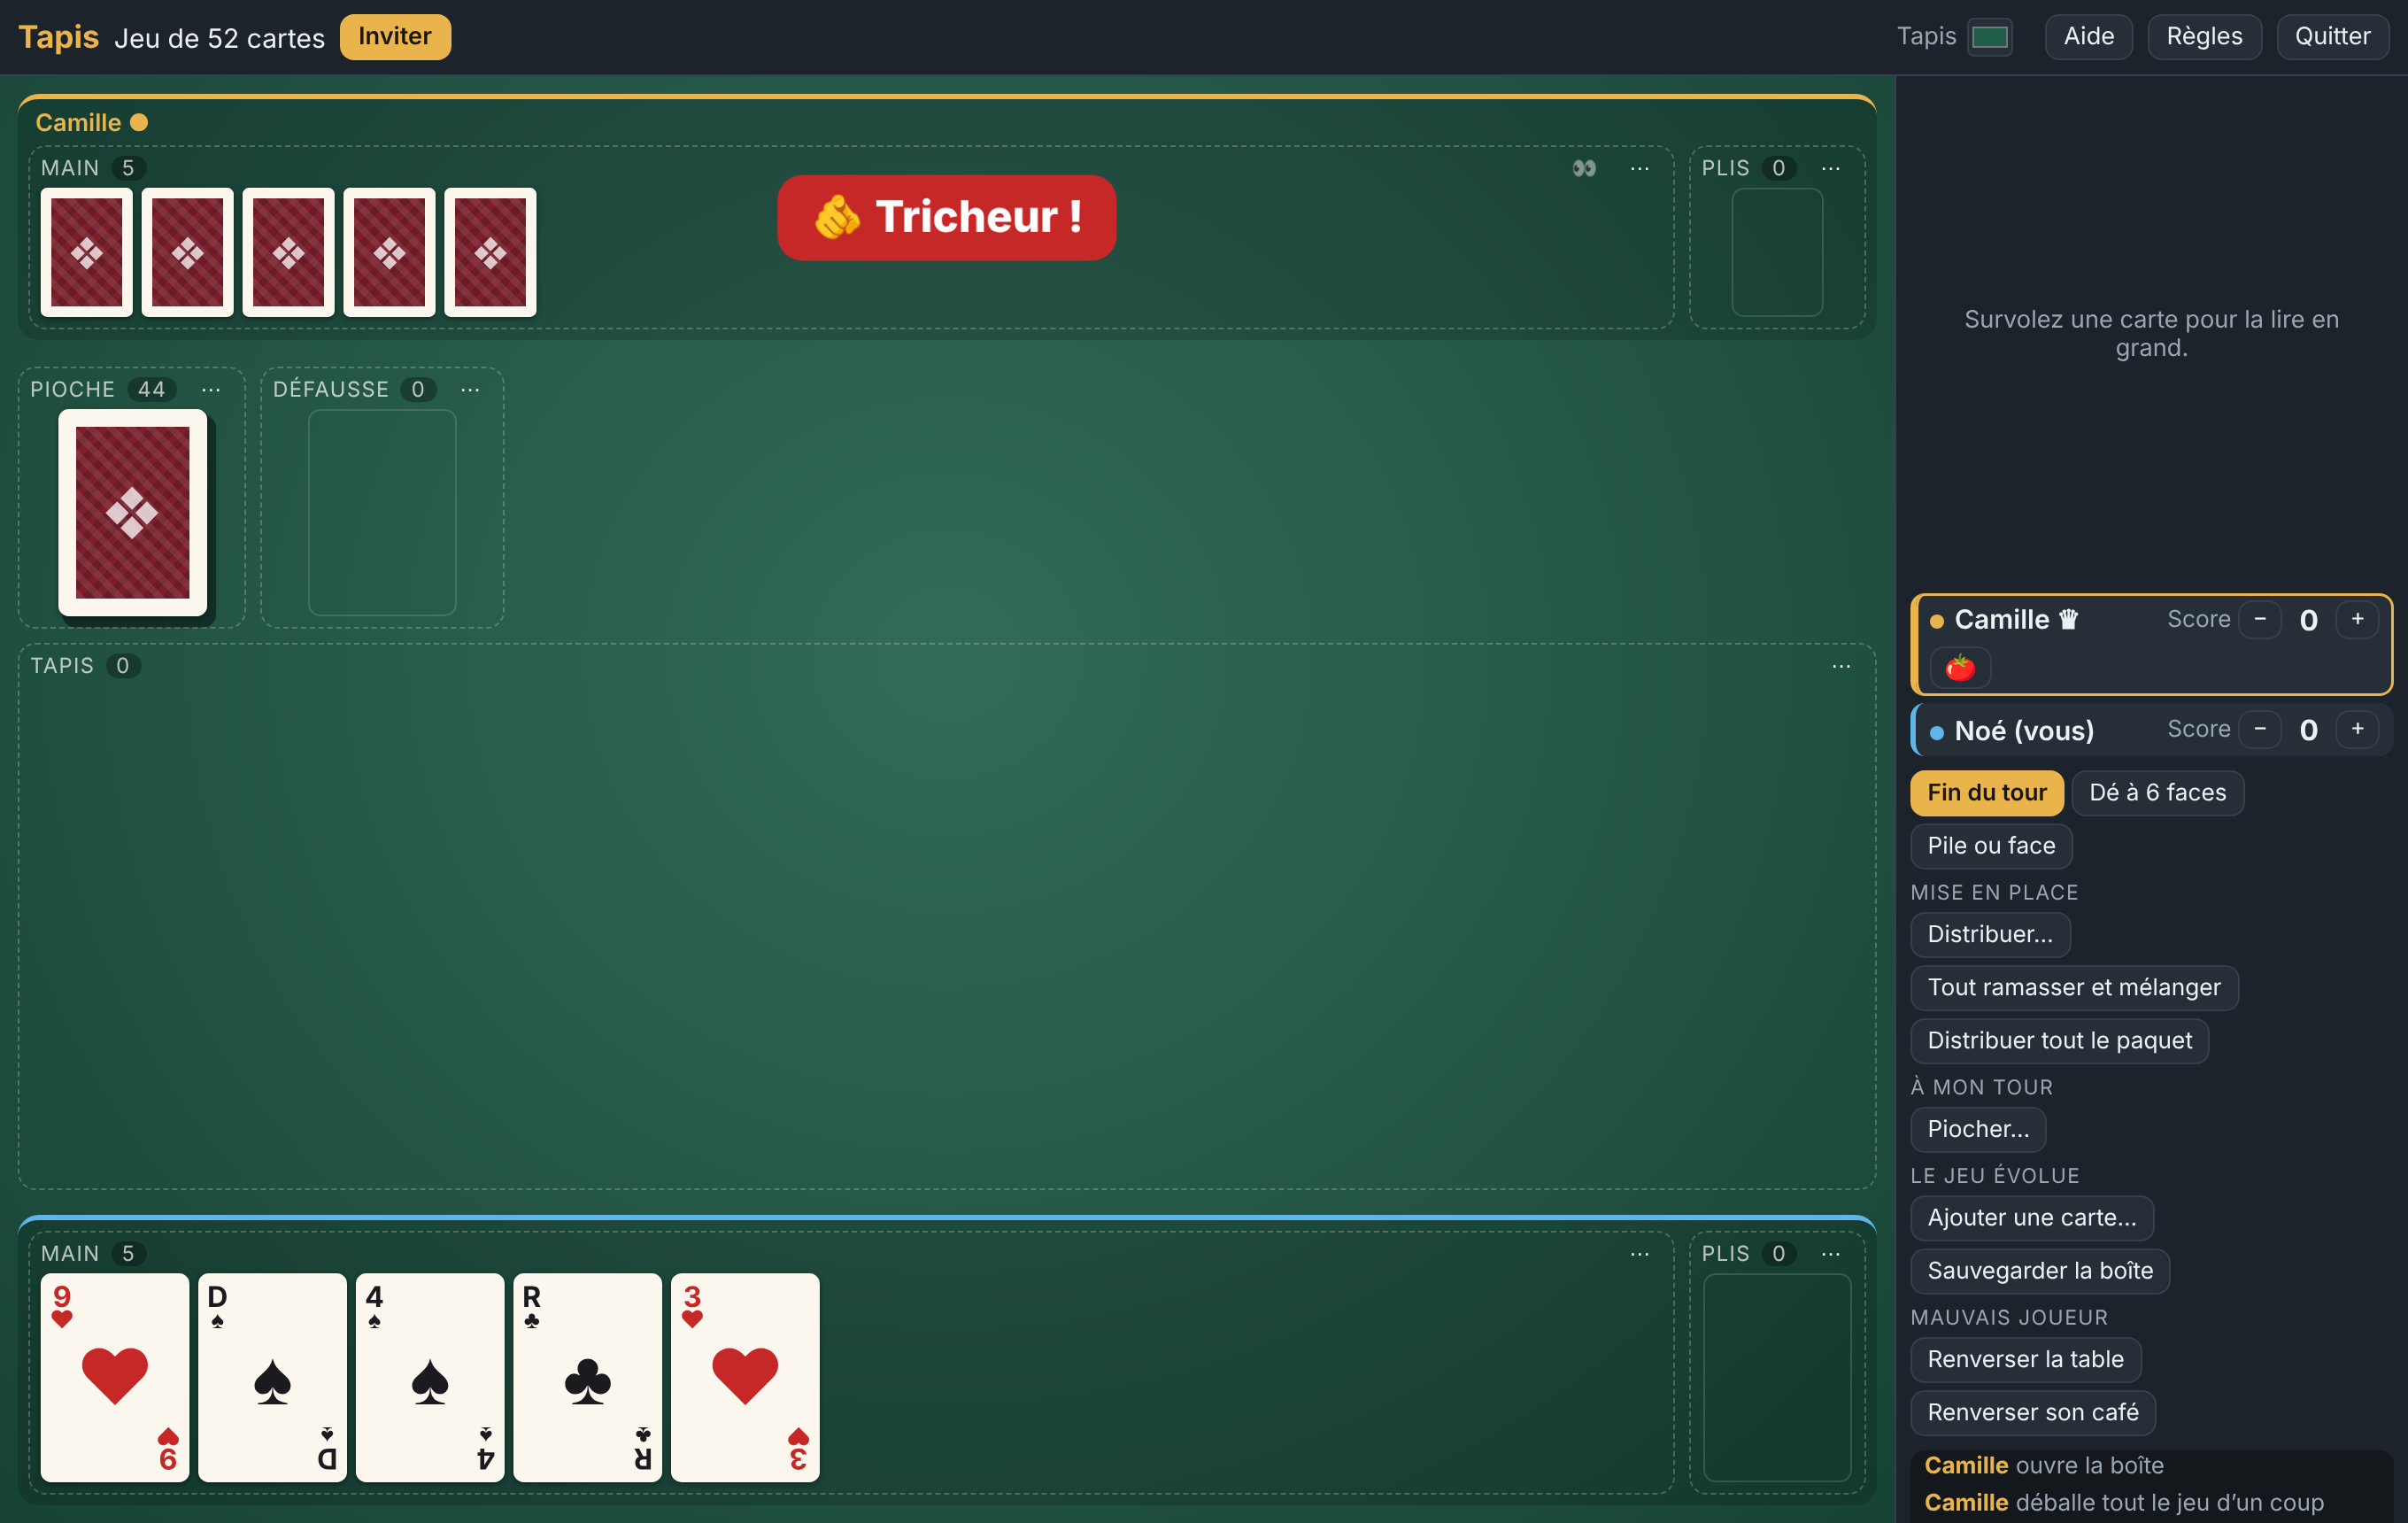 Tapis Jeu de 52 cartes Inviter Tapis Aide Règles Quitter
Camille
MAIN 5 ... PLIS 0 ...
Tricheur !
PIOCHE 44 ... DÉFAUSSE 0 ...
TAPIS 0 ...
MAIN 5 ... PLIS 0 ...
9 D 4 R 3
9 D 4 R 3
Survolez une carte pour la lire en
grand.
Camille Score − 0 +
Noé (vous) Score − 0 +
Fin du tour Dé à 6 faces
Pile ou face
MISE EN PLACE
Distribuer...
Tout ramasser et mélanger
Distribuer tout le paquet
À MON TOUR
Piocher...
LE JEU ÉVOLUE
Ajouter une carte...
Sauvegarder la boîte
MAUVAIS JOUEUR
Renverser la table
Renverser son café
Camille ouvre la boîte
Camille déballe tout le jeu d’un coup